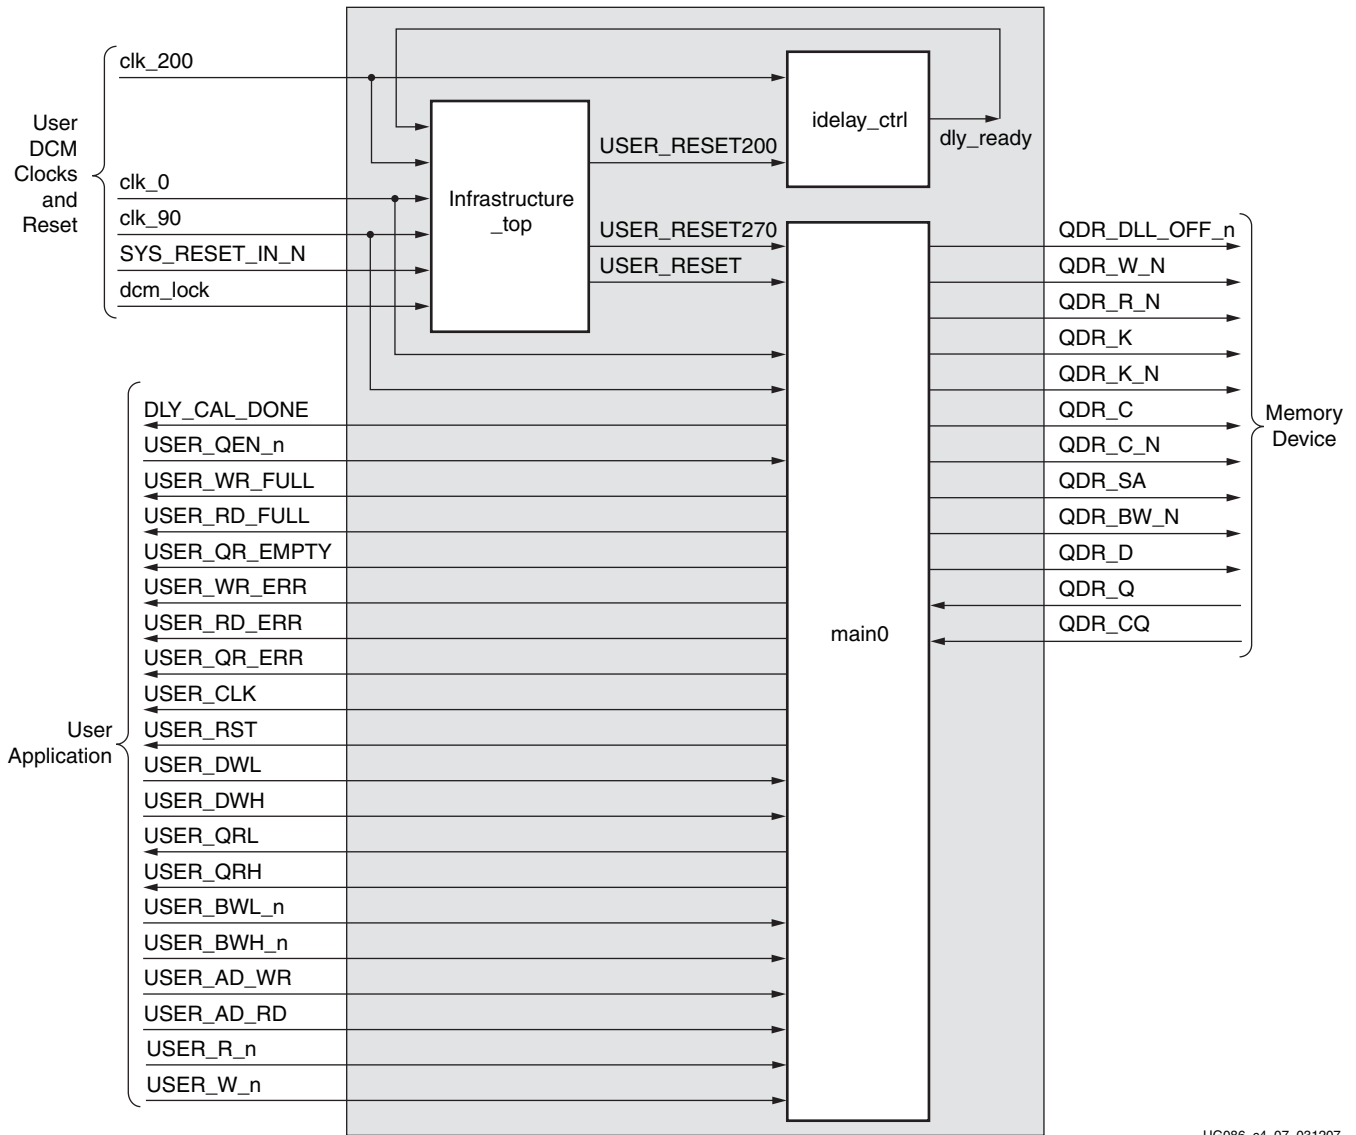 clk_200
User
DCM
Clocks
and
Reset
clk_0
clk_90
SYS_RESET_IN_N
dcm_lock
Infrastructure
_top
USER_RESET200
USER_RESET270
USER_RESET
idelay_ctrl
dly_ready
main0
DLY_CAL_DONE
USER_QEN_n
USER_WR_FULL
USER_RD_FULL
USER_QR_EMPTY
USER_WR_ERR
USER_RD_ERR
USER_QR_ERR
USER_CLK
USER_RST
USER_DWL
USER_DWH
USER_QRL
USER_QRH
USER_BWL_n
USER_BWH_n
USER_AD_WR
USER_AD_RD
USER_R_n
USER_W_n
User
Application
QDR_DLL_OFF_n
QDR_W_N
QDR_R_N
QDR_K
QDR_K_N
QDR_C
QDR_C_N
QDR_SA
QDR_BW_N
QDR_D
QDR_Q
QDR_CQ
Memory
Device
UG086_c4_07_031207